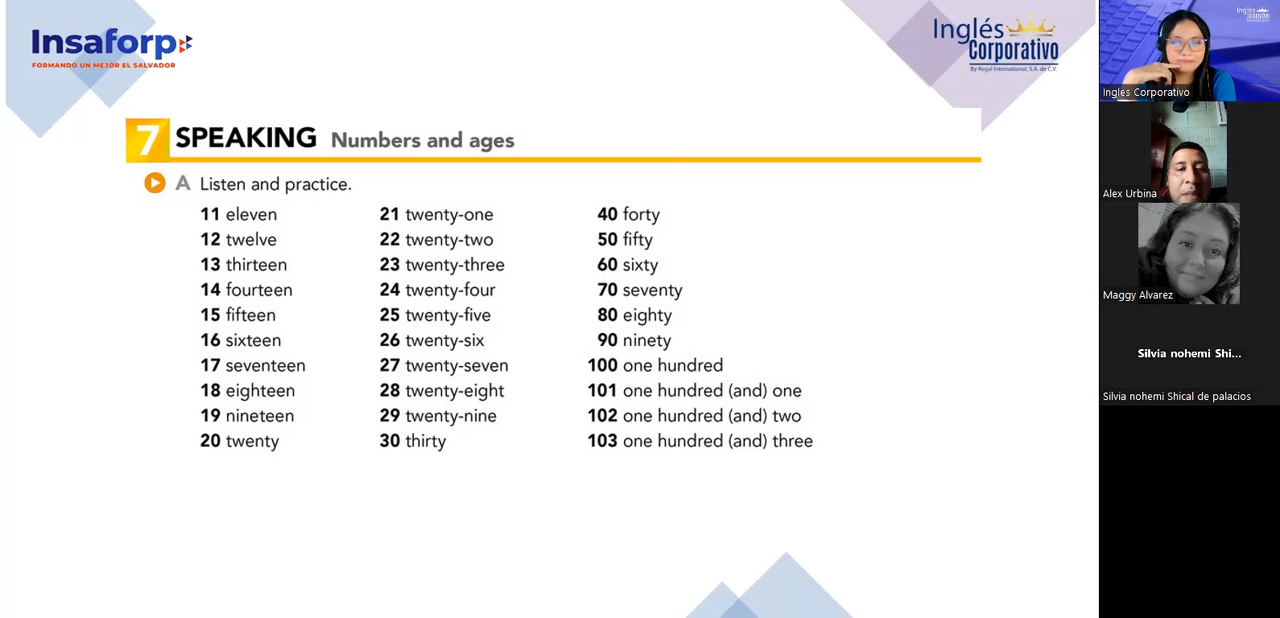 Insaforp
FORMANDO UN MEJOR EL SALVADOR
Inglés
Corporativo
By Regal International, S.A. de C.V.
7 SPEAKING Numbers and ages
A Listen and practice.
11 eleven
12 twelve
13 thirteen
14 fourteen
15 fifteen
16 sixteen
17 seventeen
18 eighteen
19 nineteen
20 twenty
21 twenty-one
22 twenty-two
23 twenty-three
24 twenty-four
25 twenty-five
26 twenty-six
27 twenty-seven
28 twenty-eight
29 twenty-nine
30 thirty
40 forty
50 fifty
60 sixty
70 seventy
80 eighty
90 ninety
100 one hundred
101 one hundred (and) one
102 one hundred (and) two
103 one hundred (and) three
Inglés
Corporativo
Ingles Corporativo
Alex Urbina
Maggy Alvarez
Silvia nohemi Shi...
Silvia nohemi Shical de palacios